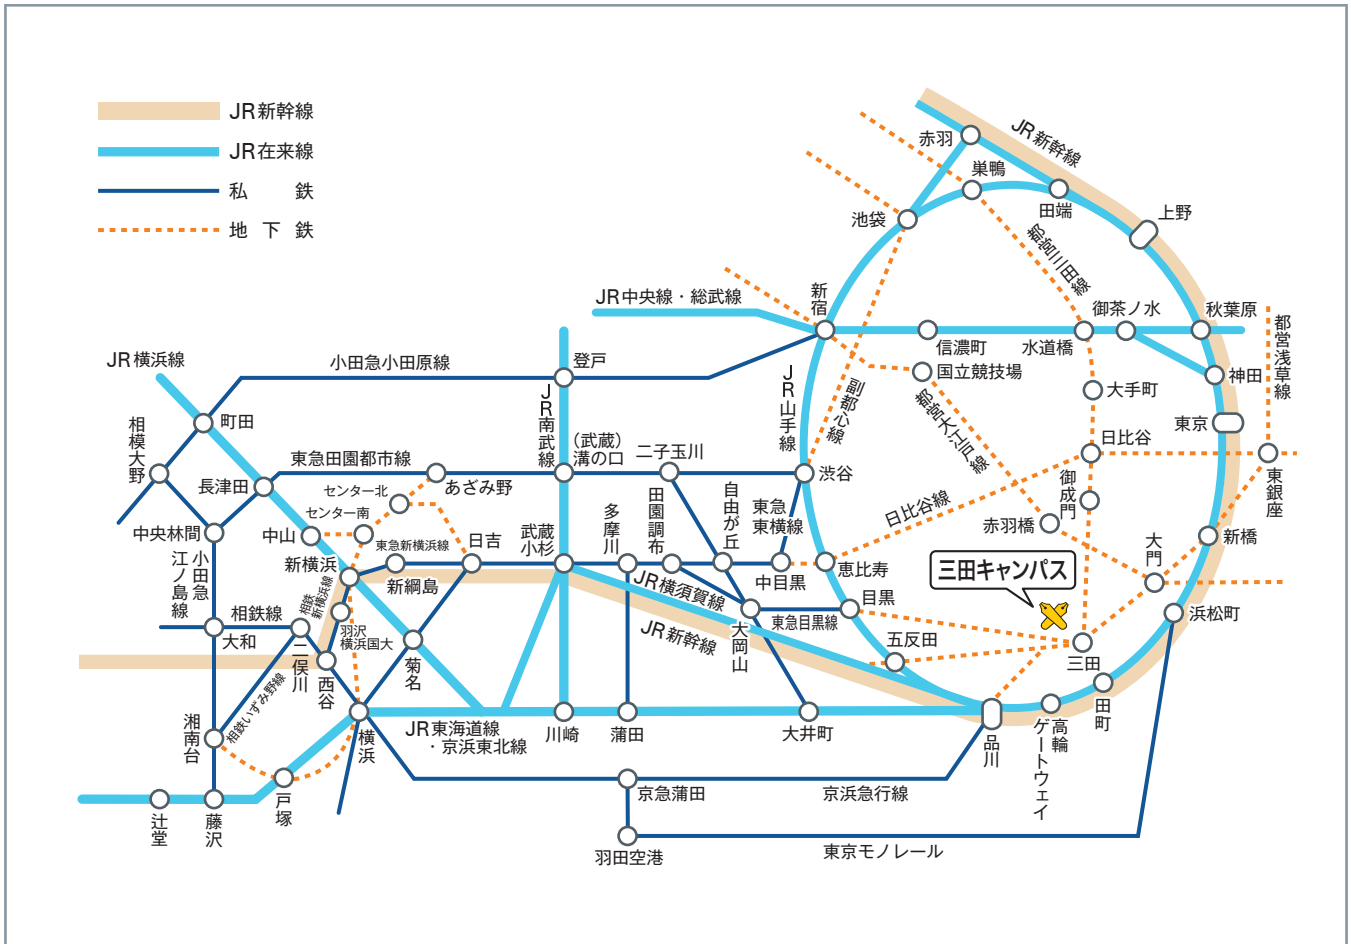 JR新幹線
JR在来線
私 鉄
地 下 鉄
赤羽
JR新幹線
巣鴨
田端
上野
池袋
都営三田線
新宿
JR中央線・総武線
信濃町
水道橋
御茶ノ水
秋葉原
都営浅草線
神田
東京
国立競技場
大手町
副都心線
都営大江戸線
JR山手線
日比谷
御成門
東銀座
日比谷線
赤羽橋
新橋
大門
JR横浜線
小田急小田原線
登戸
JR南武線
町田
相模大野
東急田園都市線
(武蔵)
溝の口
二子玉川
渋谷
長津田
センター北
あざみ野
センター南
中央林間
中山
東急新横浜線
日吉
武蔵
小杉
多摩川
田園調布
自由が丘
東急
東横線
中目黒
恵比寿
小田急
江ノ島線
新横浜
新綱島
JR横須賀線
JR新幹線
目黒
東急目黒線
三田キャンパス
浜松町
相鉄線
相鉄
新横浜線
羽沢
横浜国大
大和
二俣川
西谷
菊名
大岡山
五反田
三田
相鉄いずみ野線
湘南台
横浜
JR東海道線
・京浜東北線
川崎
蒲田
大井町
品川
高輪
ゲートウェイ
田町
戸塚
辻堂
藤沢
京急蒲田
京浜急行線
羽田空港
東京モノレール